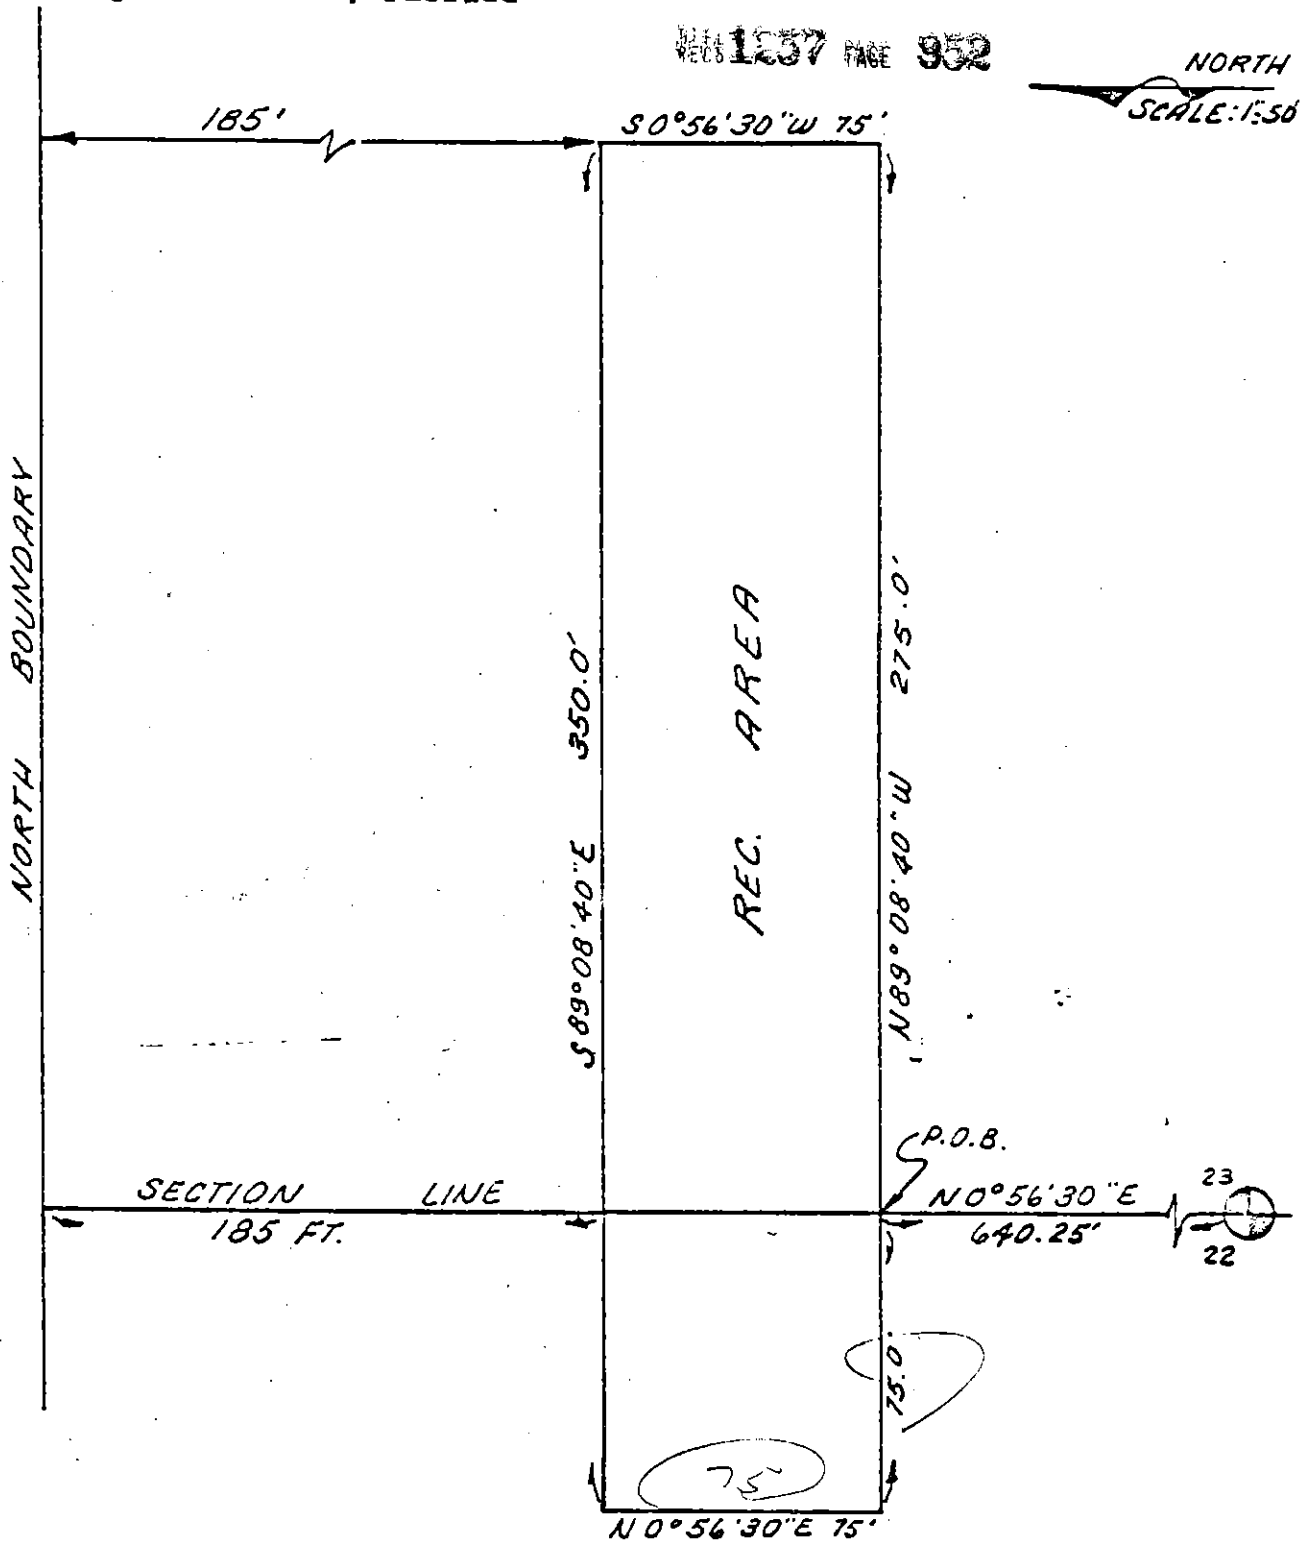 1257 PAGE 952
NORTH
SCALE: 1"=50'
185'
S 0°56'30"W 75'
NORTH BOUNDARY
S 89°08'40"E 350.0'
REC. AREA
N 89°08'40"W 275.0'
P.O.B.
SECTION LINE
185 FT.
N 0°56'30"E
640.25'
23
22
75.0'
75'
N 0°56'30"E 75'